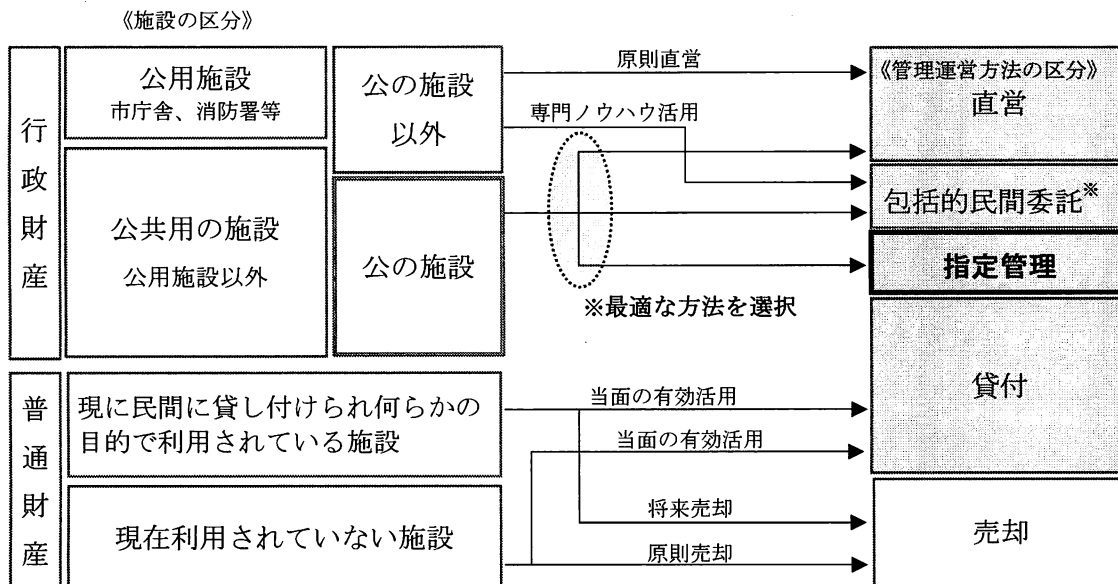 《施設の区分》
行政財産
公用施設
市庁舎、消防署等
公共用の施設
公用施設以外
公の施設
以外
公の施設
原則直営
専門ノウハウ活用
※最適な方法を選択
《管理運営方法の区分》
直営
包括的民間委託※
指定管理
貸付
売却
普通財産
現に民間に貸し付けられ何らかの
目的で利用されている施設
現在利用されていない施設
当面の有効活用
当面の有効活用
将来売却
原則売却